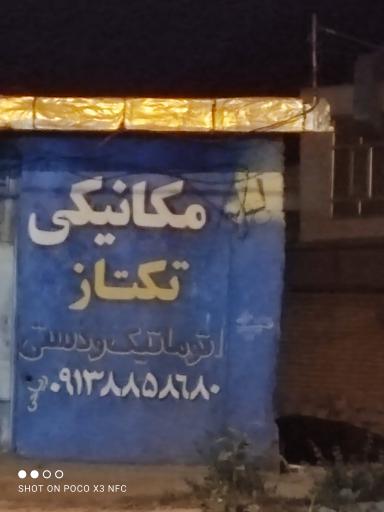 مکانیکی
تکتاز
اتوماتیک و دستی
۰۹۱۳۸۸۵۸۶۸۰
SHOT ON POCO X3 NFC